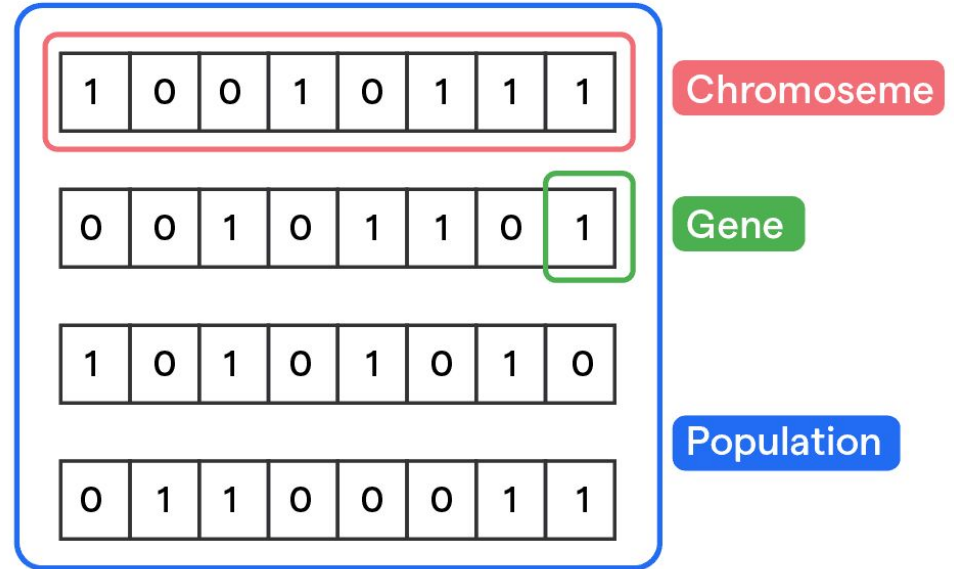 1 0 0 1 0 1 1 1 Chromoseme
0 0 1 0 1 1 0 1 Gene
1 0 1 0 1 0 1 0
Population
0 1 1 0 0 0 1 1